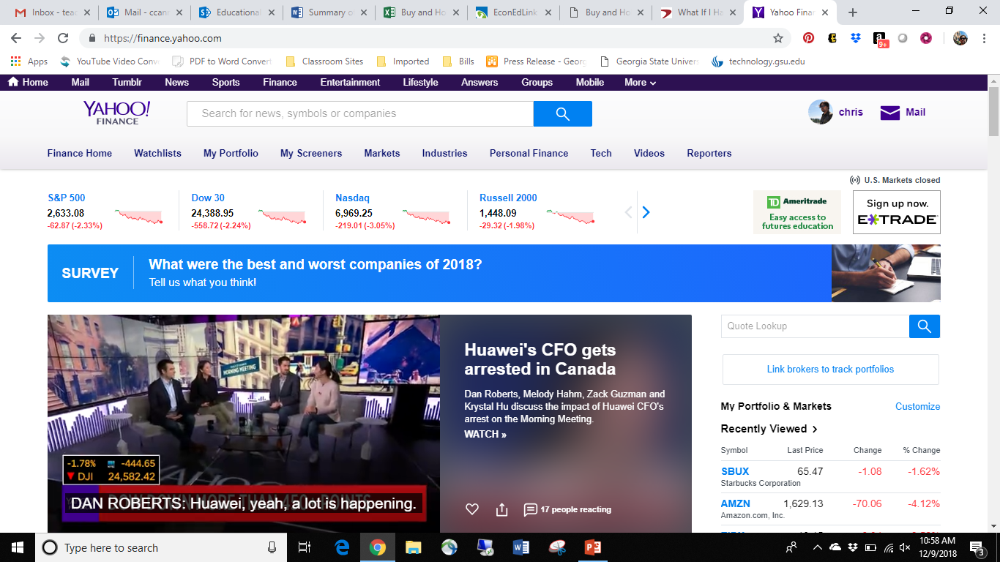 Inbox - teac
Mail - ccann
Educational
Summary o
Buy and Ho
EconEdLink
Buy and Ho
What If I Ha
Yahoo Finan
https://finance.yahoo.com
9+
Apps
YouTube Video Conv
PDF to Word Convert
Classroom Sites
Imported
Bills
Press Release - Georg
Georgia State Univers
technology.gsu.edu
Home Mail Tumblr News Sports Finance Entertainment Lifestyle Answers Groups Mobile More
YAHOO!
FINANCE
Search for news, symbols or companies
chris
Mail
Finance Home Watchlists My Portfolio My Screeners Markets Industries Personal Finance Tech Videos Reporters
U.S. Markets closed
S&P 500
2,633.08
-62.87 (-2.33%)
Dow 30
24,388.95
-558.72 (-2.24%)
Nasdaq
6,969.25
-219.01 (-3.05%)
Russell 2000
1,448.09
-29.32 (-1.98%)
TD Ameritrade
Easy access to
futures education
Sign up now.
E*TRADE
SURVEY
What were the best and worst companies of 2018?
Tell us what you think!
MORNING MEETING
-1.78% -444.65
▼ DJI 24,582.42
DAN ROBERTS: Huawei, yeah, a lot is happening.
Huawei's CFO gets
arrested in Canada
Dan Roberts, Melody Hahm, Zack Guzman and
Krystal Hu discuss the impact of Huawei CFO's
arrest on the Morning Meeting.
WATCH »
17 people reacting
Quote Lookup
Link brokers to track portfolios
My Portfolio & Markets
Customize
Recently Viewed >
Symbol Last Price Change % Change
SBUX 65.47 -1.08 -1.62%
Starbucks Corporation
AMZN 1,629.13 -70.06 -4.12%
Amazon.com, Inc.
Type here to search
10:58 AM
12/9/2018
3